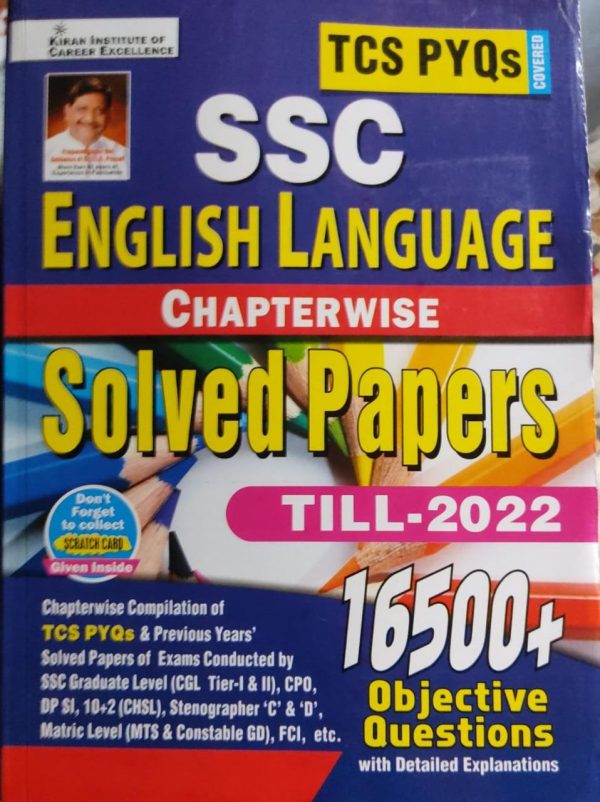 KIRAN INSTITUTE OF
CAREER EXCELLENCE
TCS PYQs
COVERED
SSC
ENGLISH LANGUAGE
CHAPTERWISE
Solved Papers
TILL-2022
Don't
Forget
to collect
SCRATCH CARD
Given Inside
Chapterwise Compilation of
TCS PYQs & Previous Years'
Solved Papers of Exams Conducted by
SSC Graduate Level (CGL Tier-I & II), CPO,
DP SI, 10+2 (CHSL), Stenographer 'C' & 'D',
Matric Level (MTS & Constable GD), FCI, etc.
16500+
Objective
Questions
with Detailed Explanations